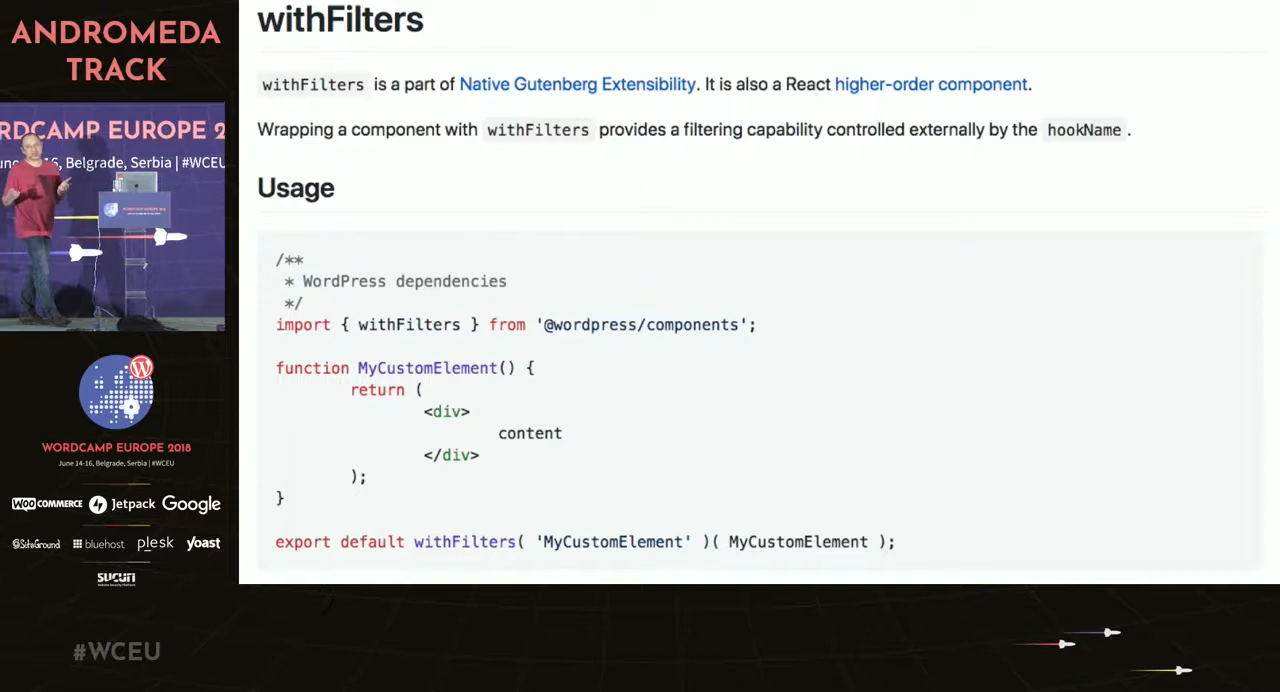 ANDROMEDA
TRACK
RDCAMP EUROPE 2
16, Belgrade, Serbia | #WCEU
WORDCAMP EUROPE 2018
June 14-16, Belgrade, Serbia | #WCEU
WOO COMMERCE Jetpack Google
SiteGround bluehost plesk yoast
SUCURI
#WCEU
withFilters
withFilters is a part of Native Gutenberg Extensibility. It is also a React higher-order component.
Wrapping a component with withFilters provides a filtering capability controlled externally by the hookName .
Usage
/**
* WordPress dependencies
*/
import { withFilters } from '@wordpress/components';
function MyCustomElement() {
return (
<div>
content
</div>
);
}
export default withFilters( 'MyCustomElement' )( MyCustomElement );